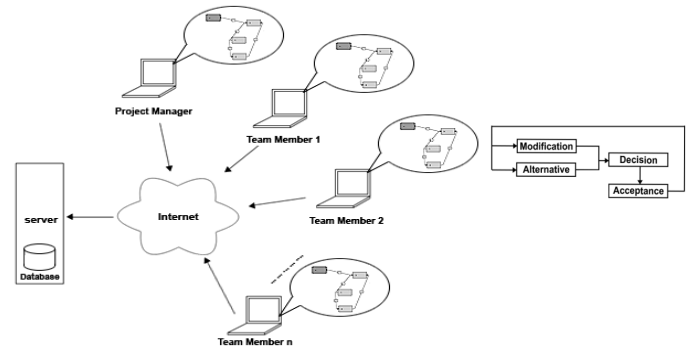 Project Manager
Team Member 1
Team Member 2
Team Member n
Internet
server
Database
Modification
Alternative
Decision
Acceptance